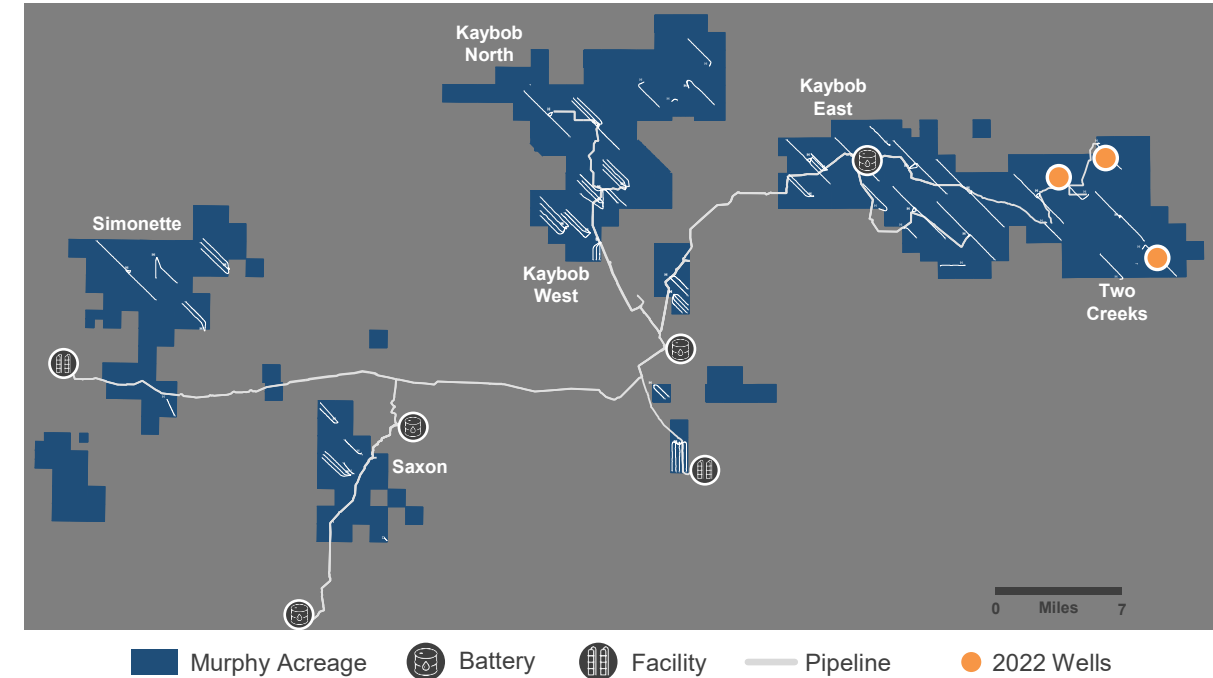 Kaybob
North
Kaybob
East
Simonette
Kaybob
West
Two
Creeks
Saxon
0 Miles 7
Murphy Acreage
Battery
Facility
Pipeline
2022 Wells